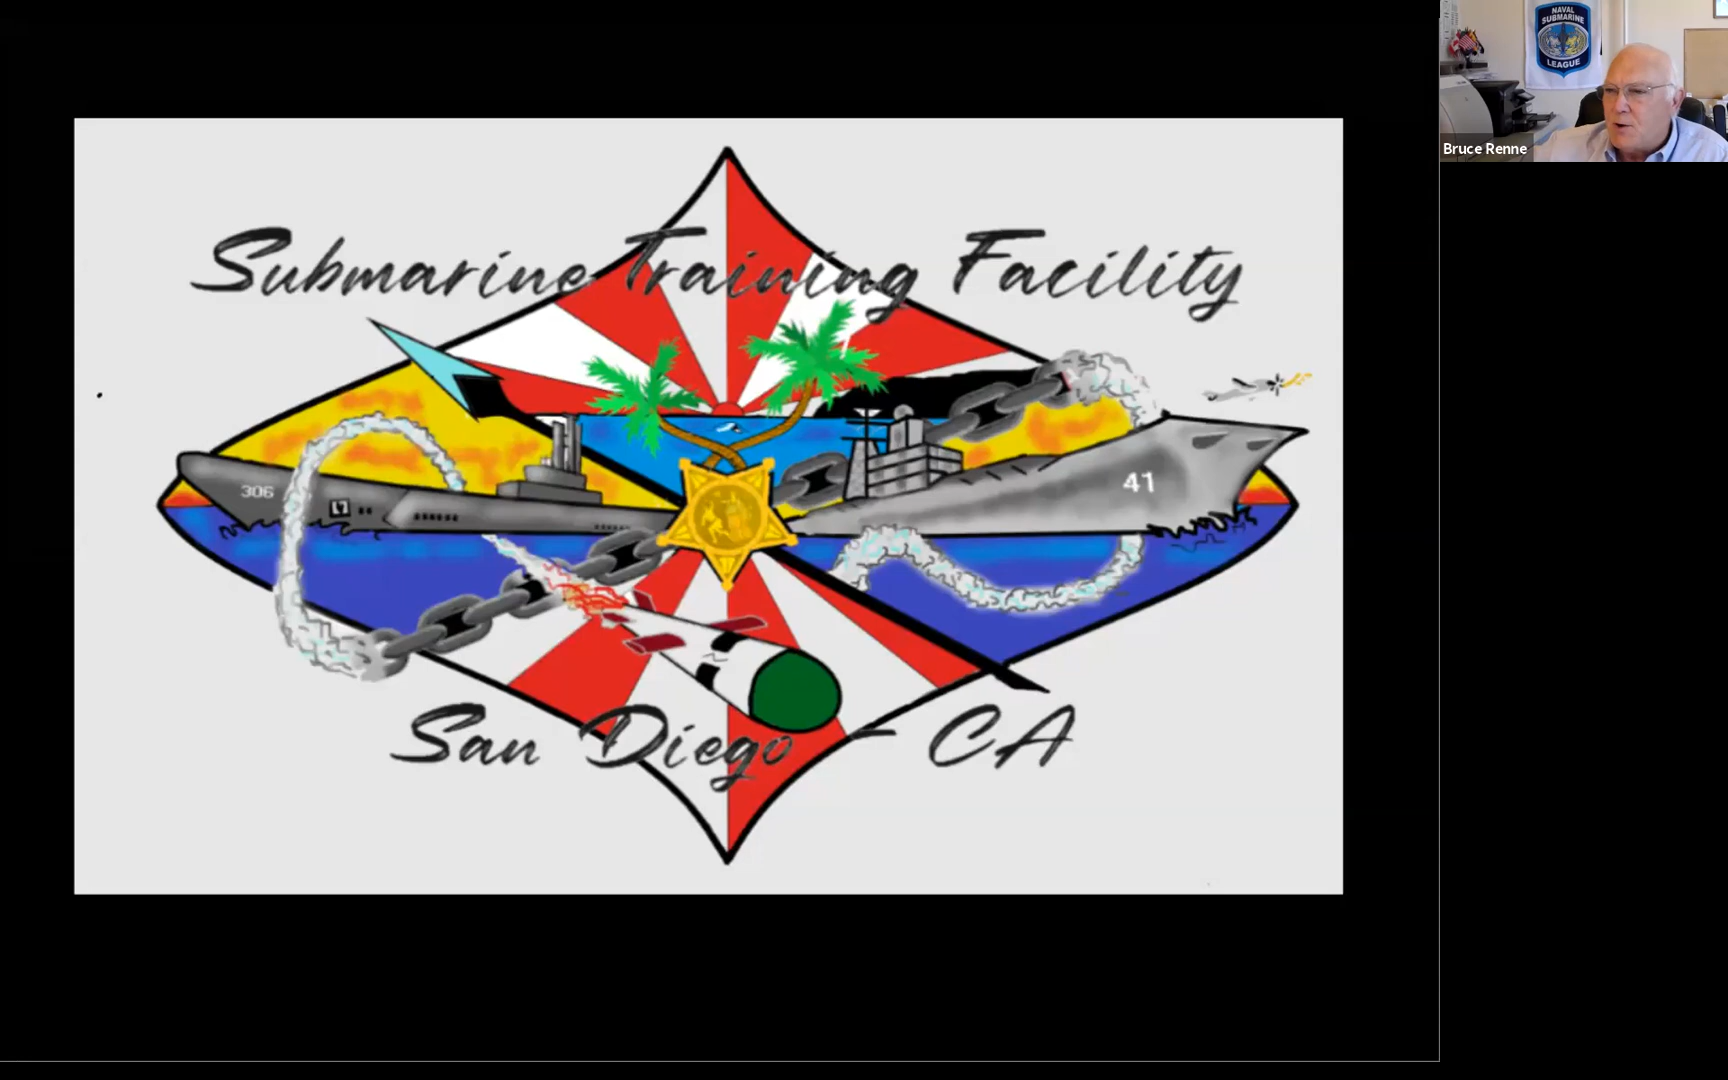 Submarine Training Facility
306
41
San Diego - CA
NAVAL
SUBMARINE
LEAGUE
Bruce Renne